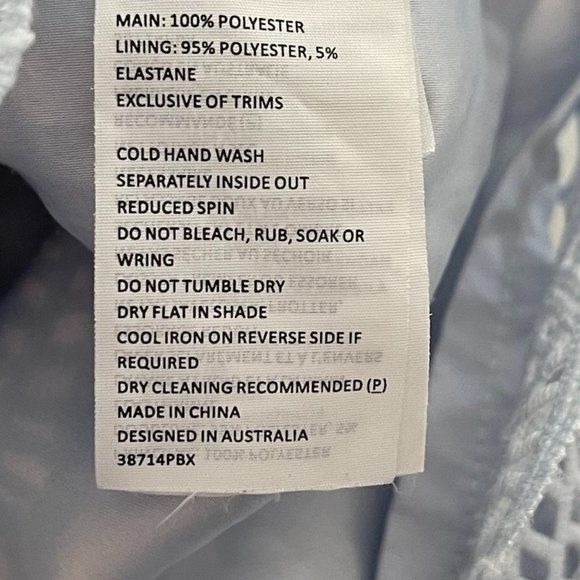 MAIN: 100% POLYESTER
LINING: 95% POLYESTER, 5%
ELASTANE
EXCLUSIVE OF TRIMS
COLD HAND WASH
SEPARATELY INSIDE OUT
REDUCED SPIN
DO NOT BLEACH, RUB, SOAK OR
WRING
DO NOT TUMBLE DRY
DRY FLAT IN SHADE
COOL IRON ON REVERSE SIDE IF
REQUIRED
DRY CLEANING RECOMMENDED (P)
MADE IN CHINA
DESIGNED IN AUSTRALIA
38714PBX